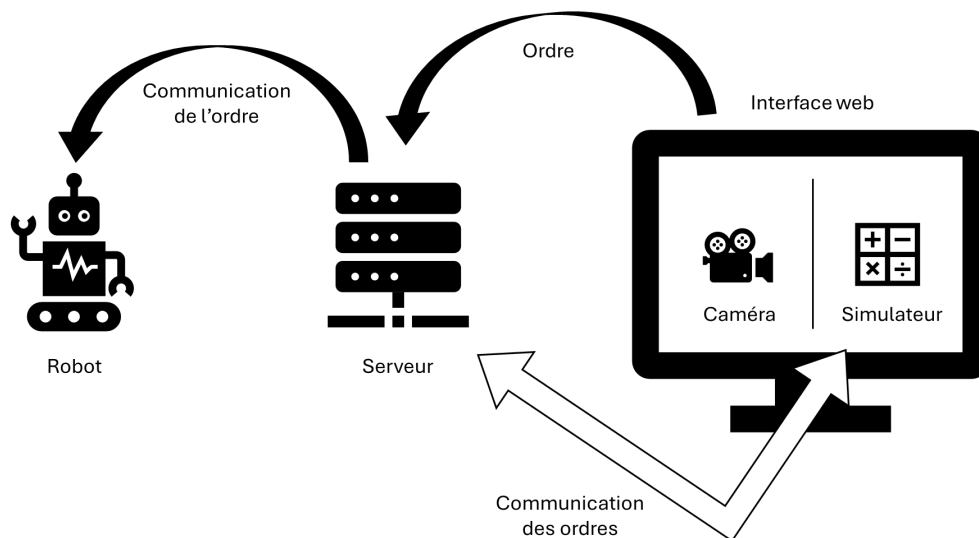 Ordre
Communication
de l’ordre
Interface web
Caméra
Simulateur
Robot
Serveur
Communication
des ordres